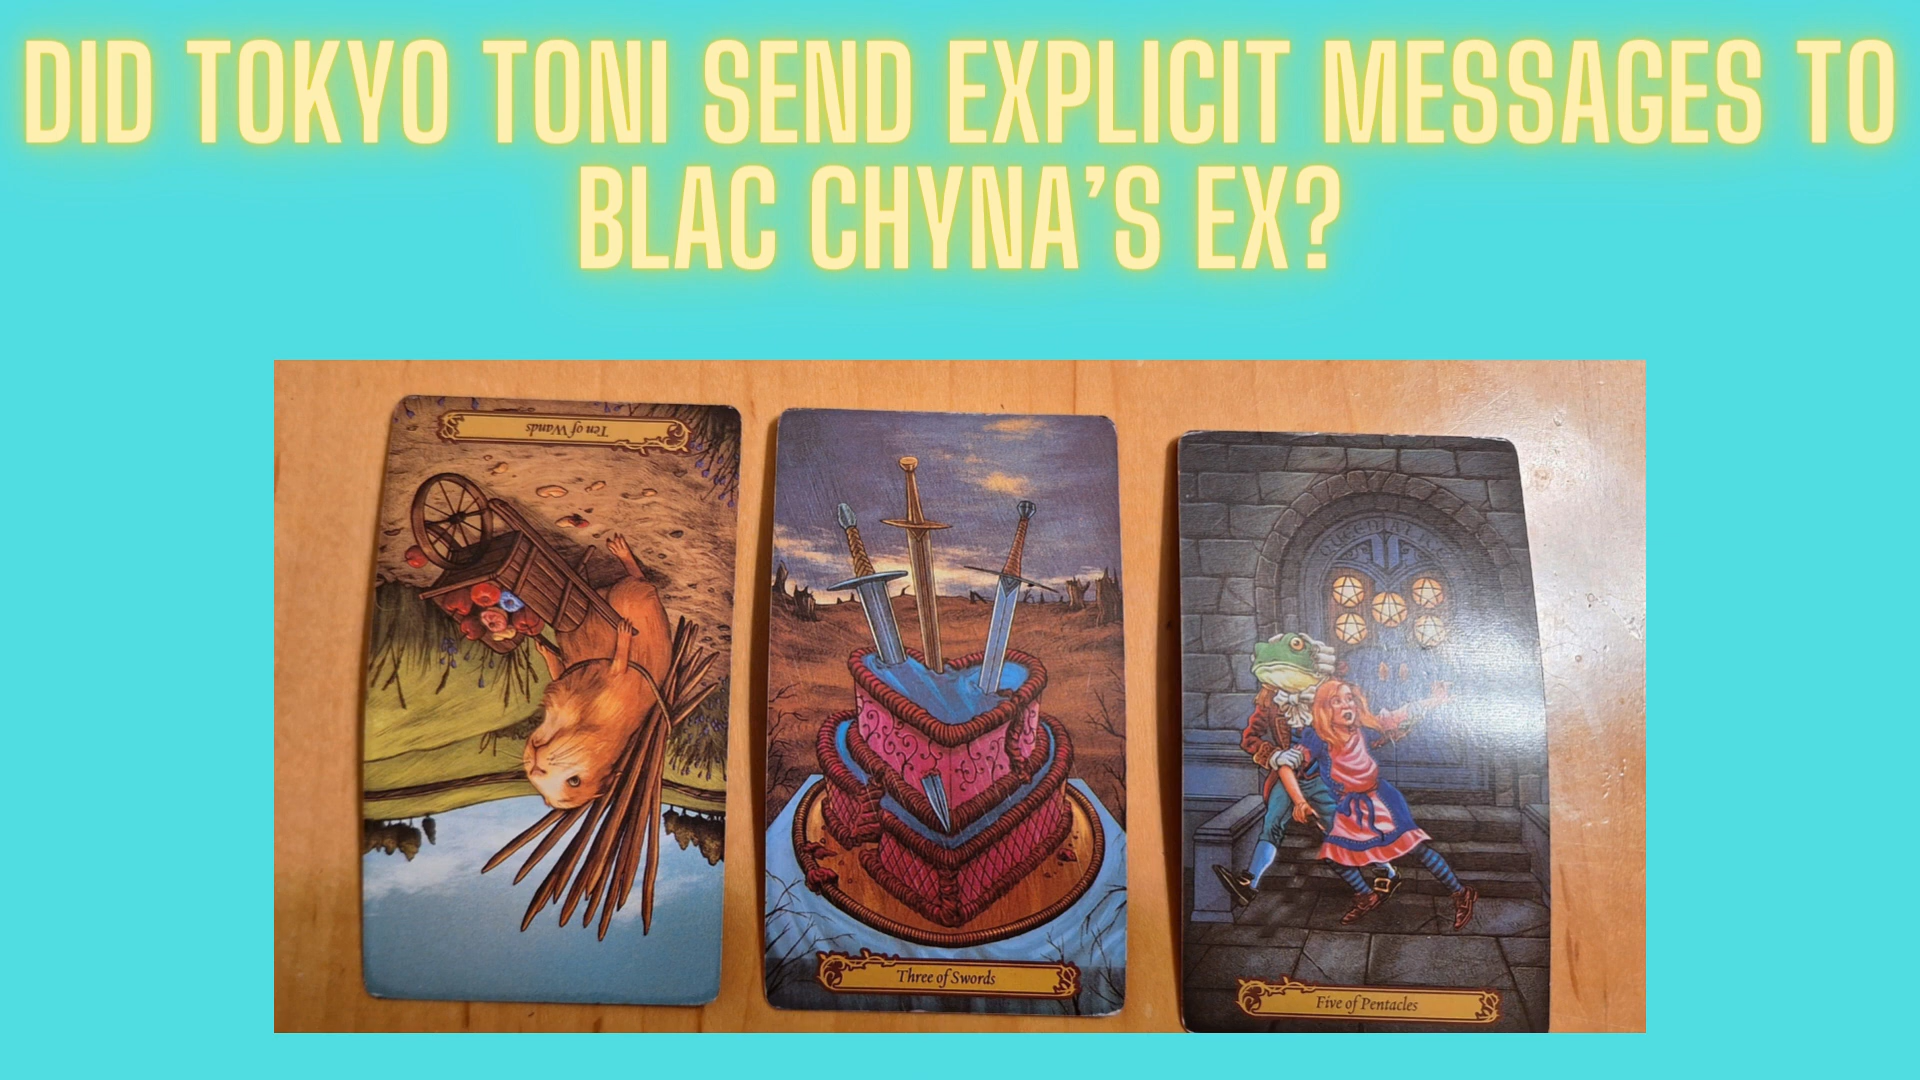 DID TOKYO TONI SEND EXPLICIT MESSAGES TO
BLAC CHYNA'S EX?
Ten of Wands
Three of Swords
Five of Pentacles